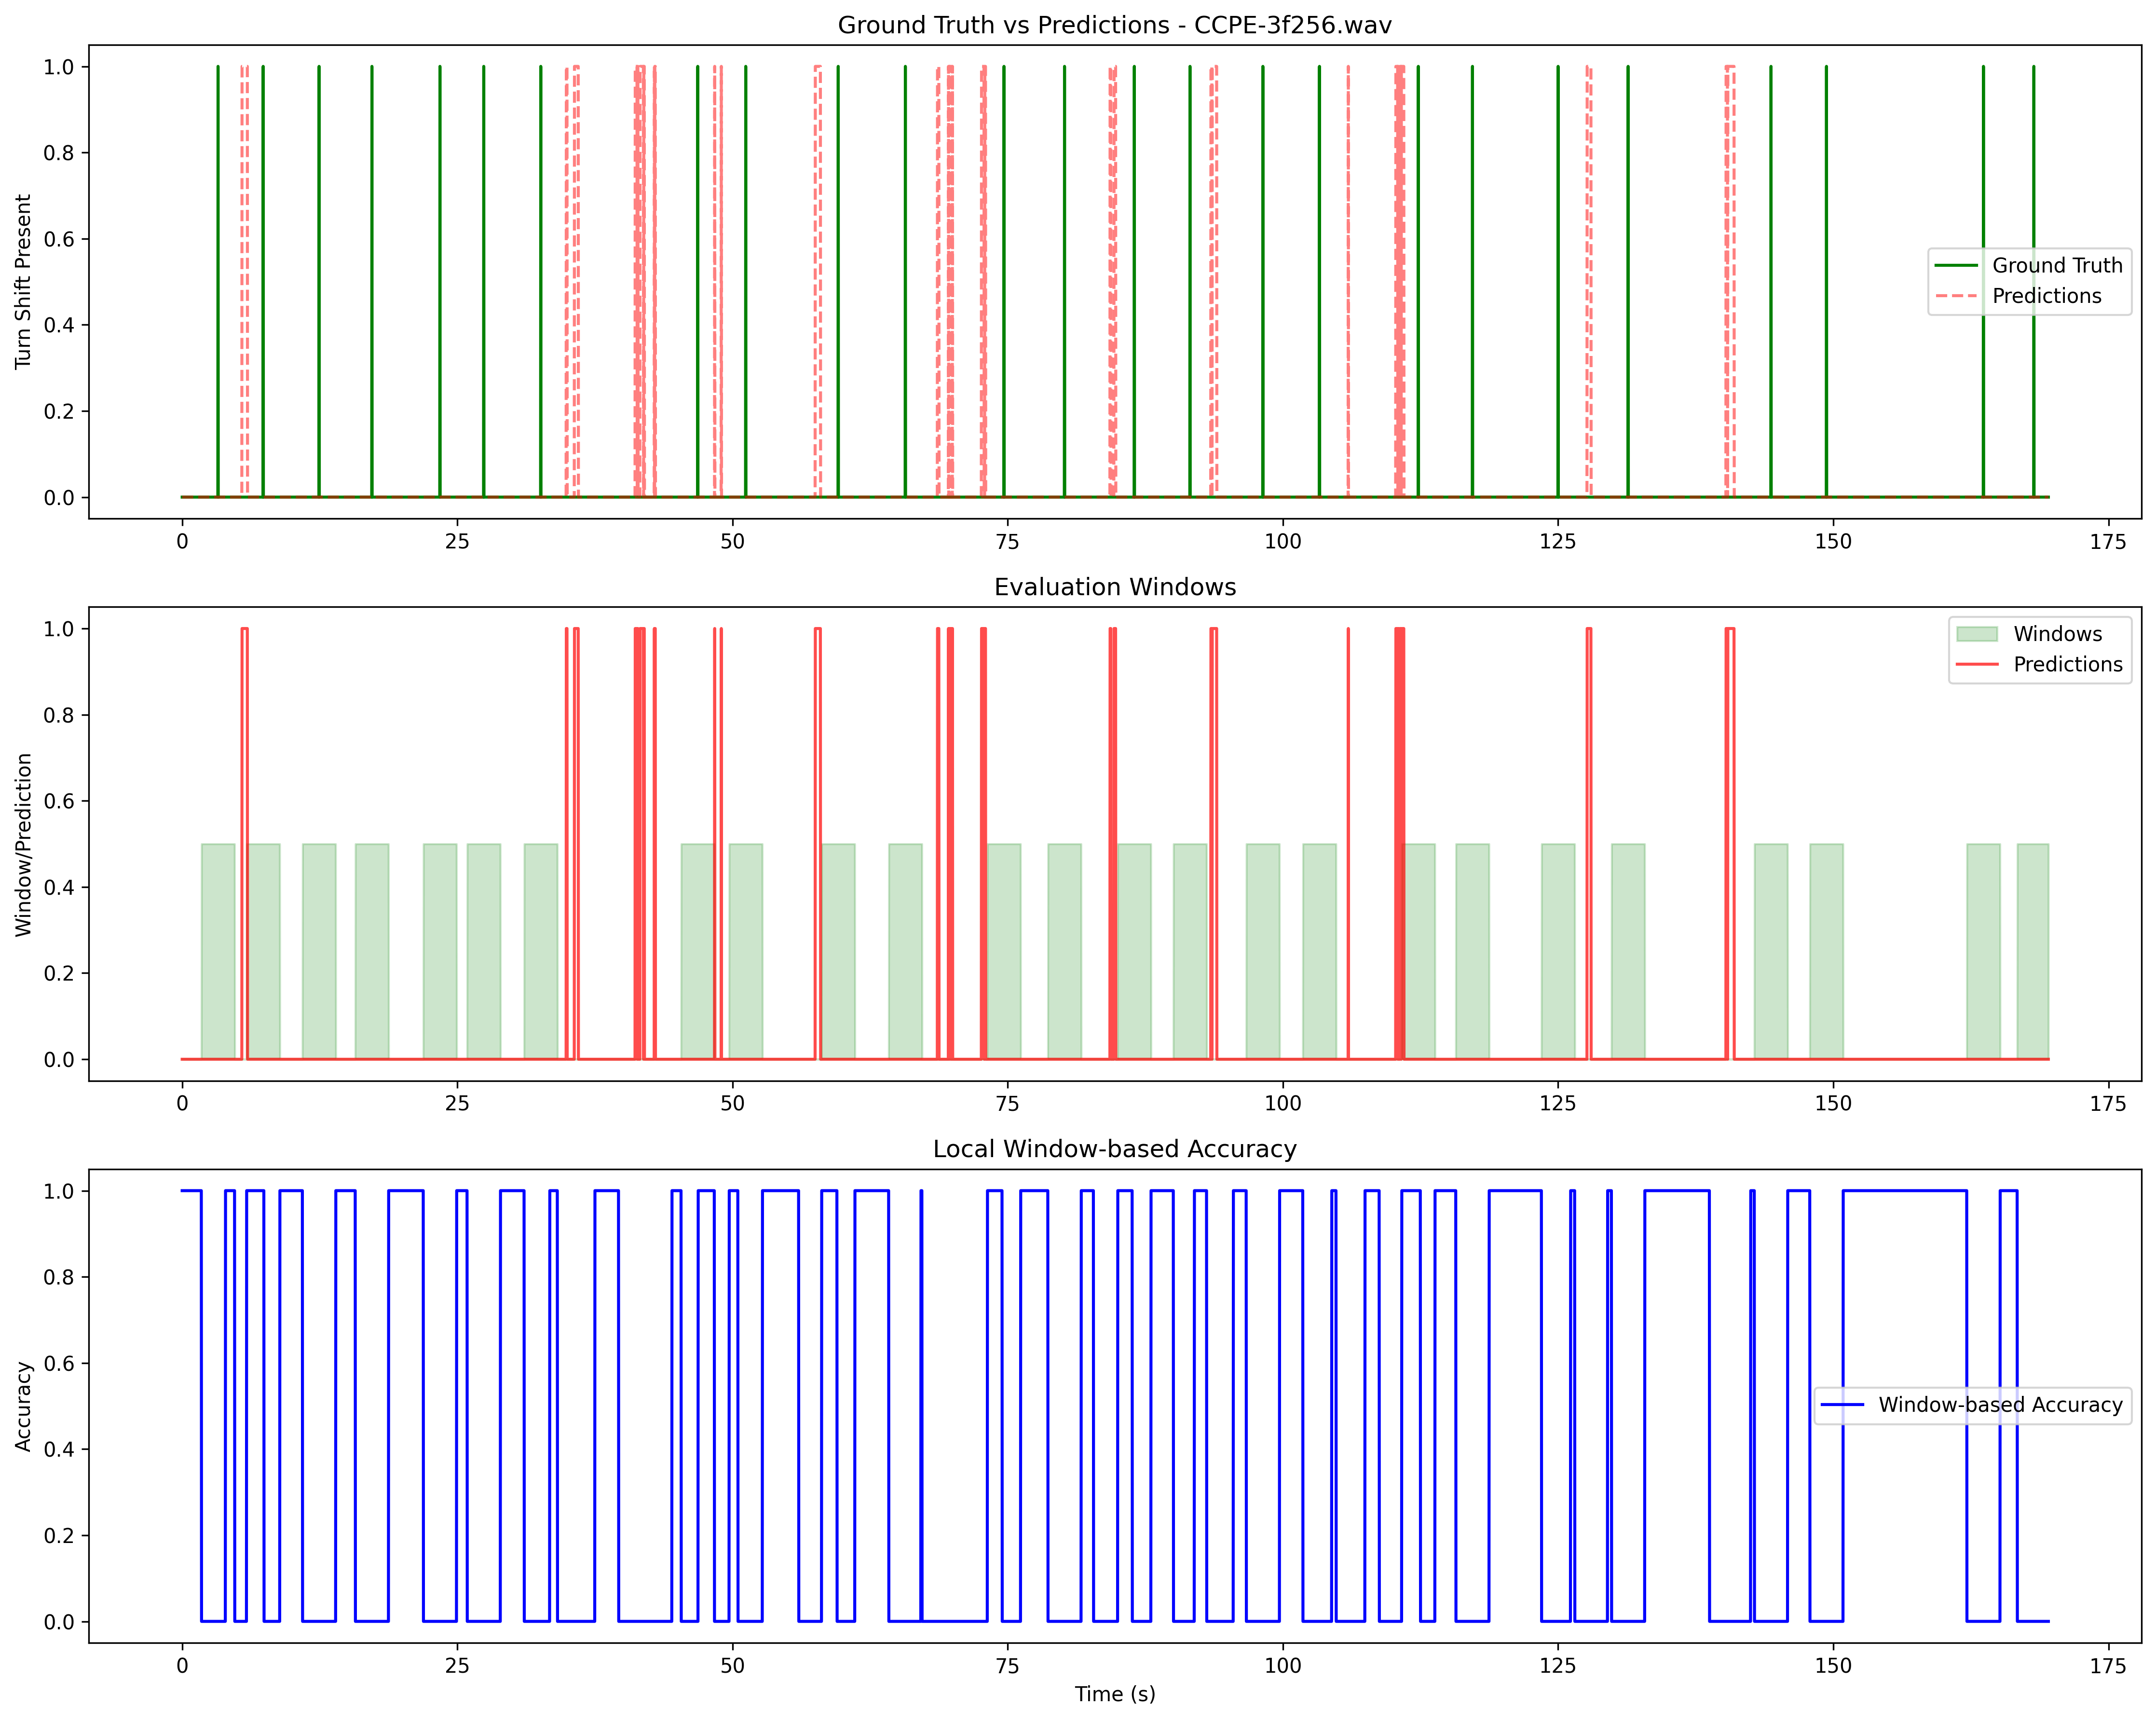 Ground Truth vs Predictions - CCPE-3f256.wav
1.0
0.8
0.6
0.4
0.2
0.0
Turn Shift Present
Ground Truth
Predictions
0 25 50 75 100 125 150 175
Evaluation Windows
1.0
0.8
0.6
0.4
0.2
0.0
Window/Prediction
Windows
Predictions
0 25 50 75 100 125 150 175
Local Window-based Accuracy
1.0
0.8
0.6
0.4
0.2
0.0
Accuracy
Window-based Accuracy
0 25 50 75 100 125 150 175
Time (s)